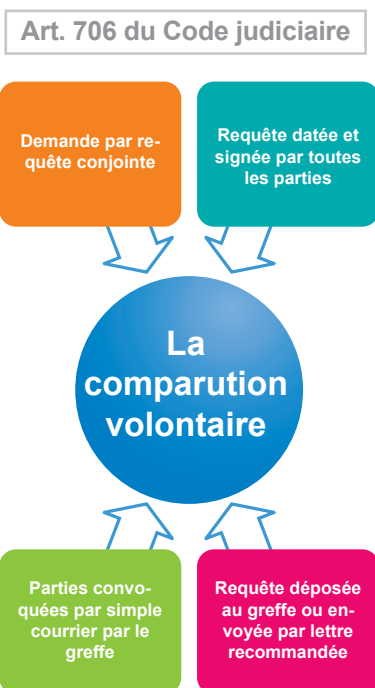 Art. 706 du Code judiciaire
Demande par re-
quête conjointe
Requête datée et
signée par toutes
les parties
La
comparution
volontaire
Parties convo-
quées par simple
courrier par le
greffe
Requête déposée
au greffe ou en-
voyée par lettre
recommandée